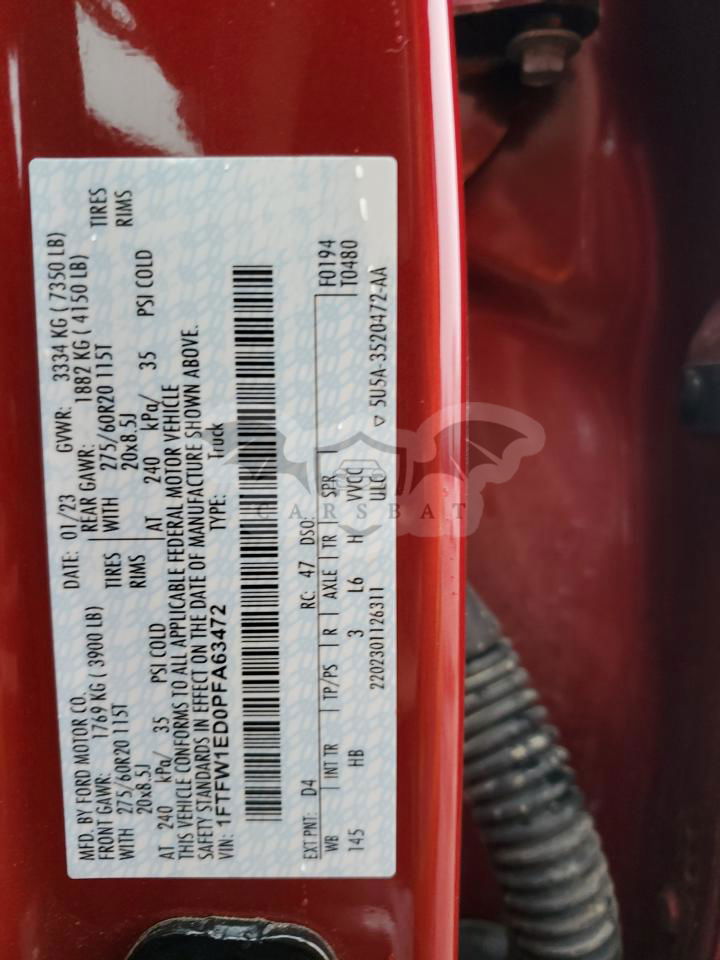 MFD. BY FORD MOTOR CO. DATE: 01/23 GVWR: 3334 KG ( 7350 LB)
FRONT GAWR: 1769 KG ( 3900 LB) REAR GAWR: 1882 KG ( 4150 LB)
WITH 275/60R20 115T TIRES WITH 275/60R20 115T TIRES
20x8.5J RIMS 20x8.5J RIMS
AT 240 kPa/ 35 PSI COLD AT 240 kPa/ 35 PSI COLD
THIS VEHICLE CONFORMS TO ALL APPLICABLE FEDERAL MOTOR VEHICLE
SAFETY STANDARDS IN EFFECT ON THE DATE OF MANUFACTURE SHOWN ABOVE.
VIN: 1FTFW1ED0PFA63472 TYPE: Truck
EXT PNT: D4 RC: 47 DSO: F0194
WB INT TR TP/PS R AXLE TR SPR T0480
145 HB 3 L6 H VVCC
2202301126311 ULC ▽ 5U5A-3520472-AA
CARSBAT